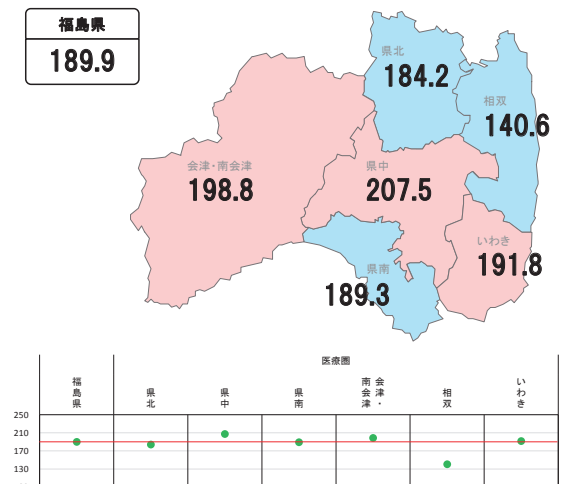 福島県
189.9
県北
184.2
相双
140.6
会津・南会津
198.8
県中
207.5
いわき
191.8
県南
189.3
医療圏
福島県
県北
県中
県南
会津・
南会津
相双
いわき
250
210
170
130